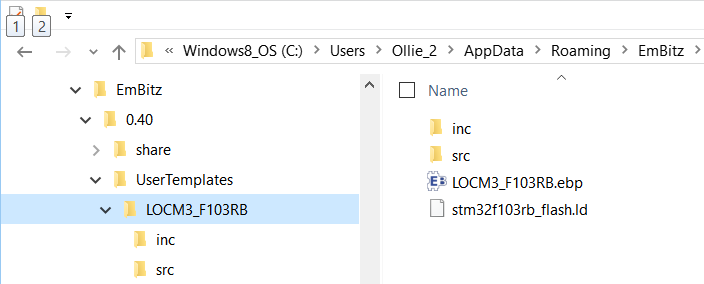 1 2
« Windows8_OS (C:) > Users > Ollie_2 > AppData > Roaming > EmBitz >
EmBitz
0.40
share
UserTemplates
LOCM3_F103RB
inc
src
Name
inc
src
LOCM3_F103RB.ebp
stm32f103rb_flash.ld